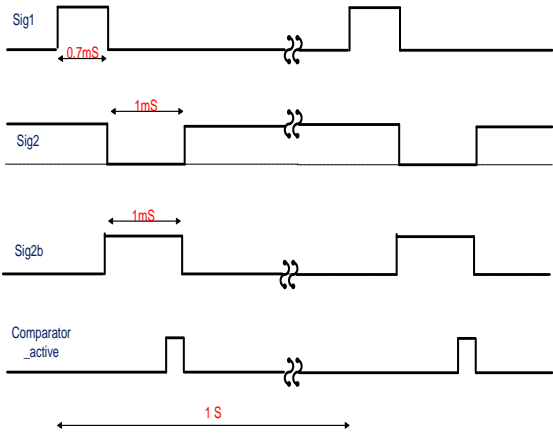 Sig1
0.7mS
1mS
Sig2
1mS
Sig2b
Comparator
_active
1 S